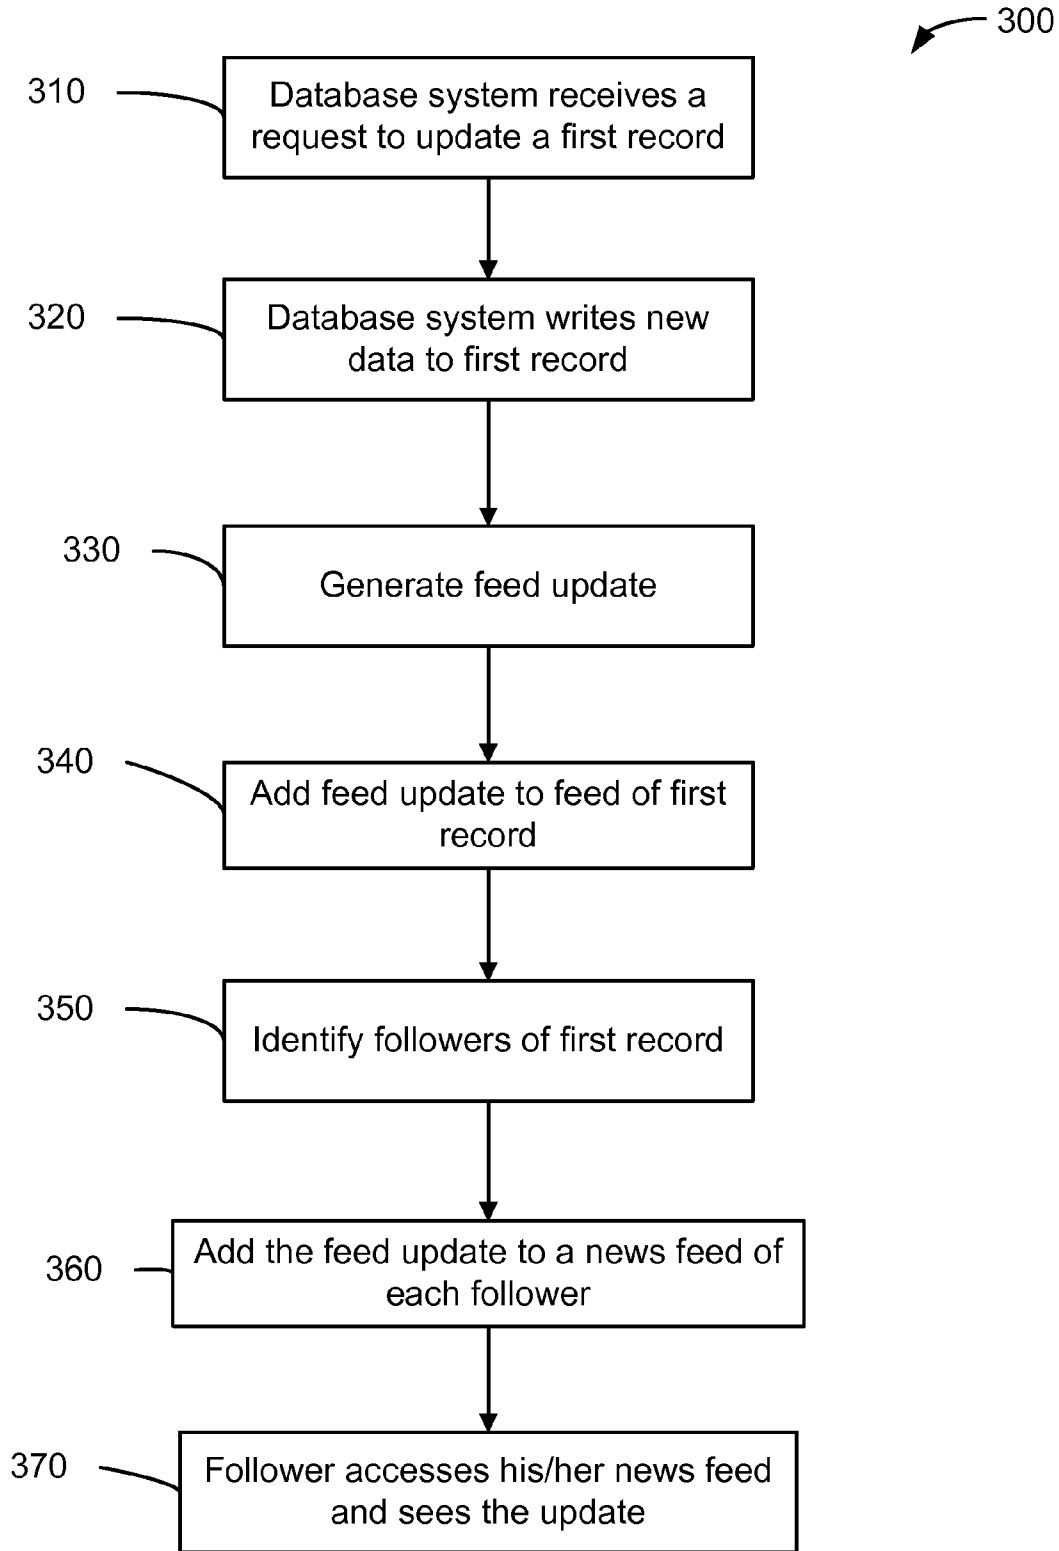 300
310
Database system receives a
request to update a first record
320
Database system writes new
data to first record
330
Generate feed update
340
Add feed update to feed of first
record
350
Identify followers of first record
360
Add the feed update to a news feed of
each follower
370
Follower accesses his/her news feed
and sees the update